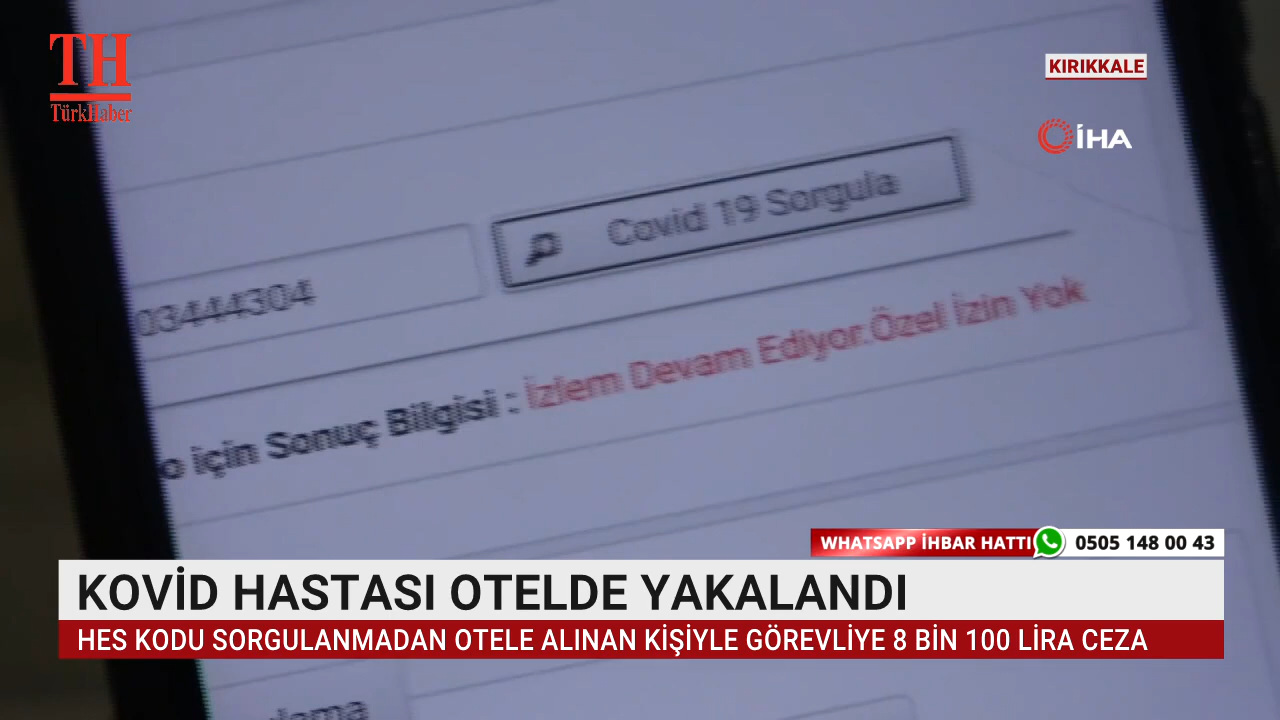 TH
TürkHaber
KIRIKKALE
İHA
Covid 19 Sorgula
03444304
için Sonuç Bilgisi : İzlem Devam Ediyor.Özel İzin Yok
WHATSAPP İHBAR HATTI 0505 148 00 43
KOVİD HASTASI OTELDE YAKALANDI
HES KODU SORGULANMADAN OTELE ALINAN KİŞİYLE GÖREVLİYE 8 BİN 100 LİRA CEZA